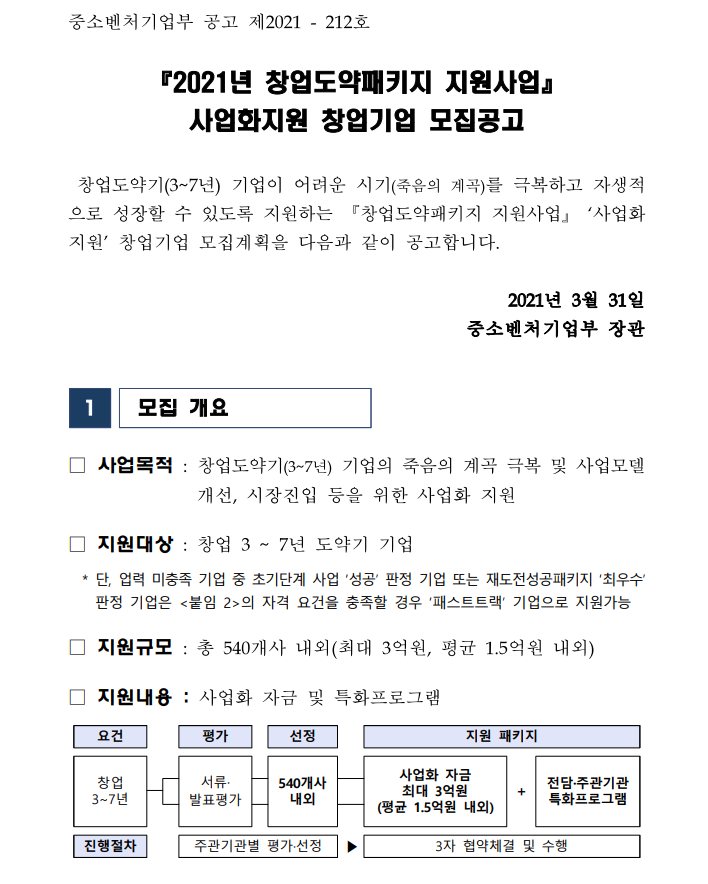 중소벤처기업부 공고 제2021 - 212호
『2021년 창업도약패키지 지원사업』
사업화지원 창업기업 모집공고
창업도약기(3~7년) 기업이 어려운 시기(죽음의 계곡)를 극복하고 자생적
으로 성장할 수 있도록 지원하는 『창업도약패키지 지원사업』 ‘사업화
지원’ 창업기업 모집계획을 다음과 같이 공고합니다.
2021년 3월 31일
중소벤처기업부 장관
1 모집 개요
□ 사업목적 : 창업도약기(3~7년) 기업의 죽음의 계곡 극복 및 사업모델
개선, 시장진입 등을 위한 사업화 지원
□ 지원대상 : 창업 3 ~ 7년 도약기 기업
* 단, 업력 미충족 기업 중 초기단계 사업 ‘성공’ 판정 기업 또는 재도전성공패키지 ‘최우수’
판정 기업은 <붙임 2>의 자격 요건을 충족할 경우 ‘패스트트랙’ 기업으로 지원가능
□ 지원규모 : 총 540개사 내외(최대 3억원, 평균 1.5억원 내외)
□ 지원내용 : 사업화 자금 및 특화프로그램
요건 평가 선정 지원 패키지
창업
3~7년
서류·
발표평가
540개사
내외
사업화 자금
최대 3억원
(평균 1.5억원 내외)
+
전담·주관기관
특화프로그램
진행절차 주관기관별 평가·선정 ▶ 3자 협약체결 및 수행